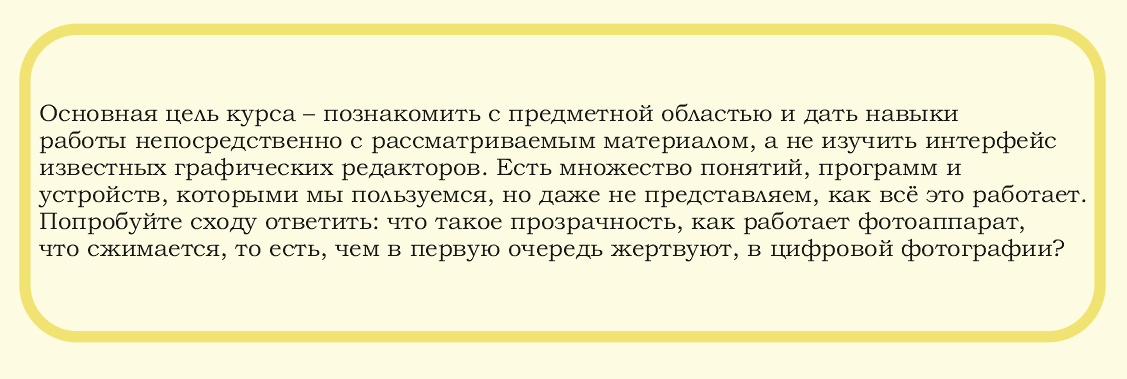 Основная цель курса – познакомить с предметной областью и дать навыки
работы непосредственно с рассматриваемым материалом, а не изучить интерфейс
известных графических редакторов. Есть множество понятий, программ и
устройств, которыми мы пользуемся, но даже не представляем, как всё это работает.
Попробуйте сходу ответить: что такое прозрачность, как работает фотоаппарат,
что сжимается, то есть, чем в первую очередь жертвуют, в цифровой фотографии?